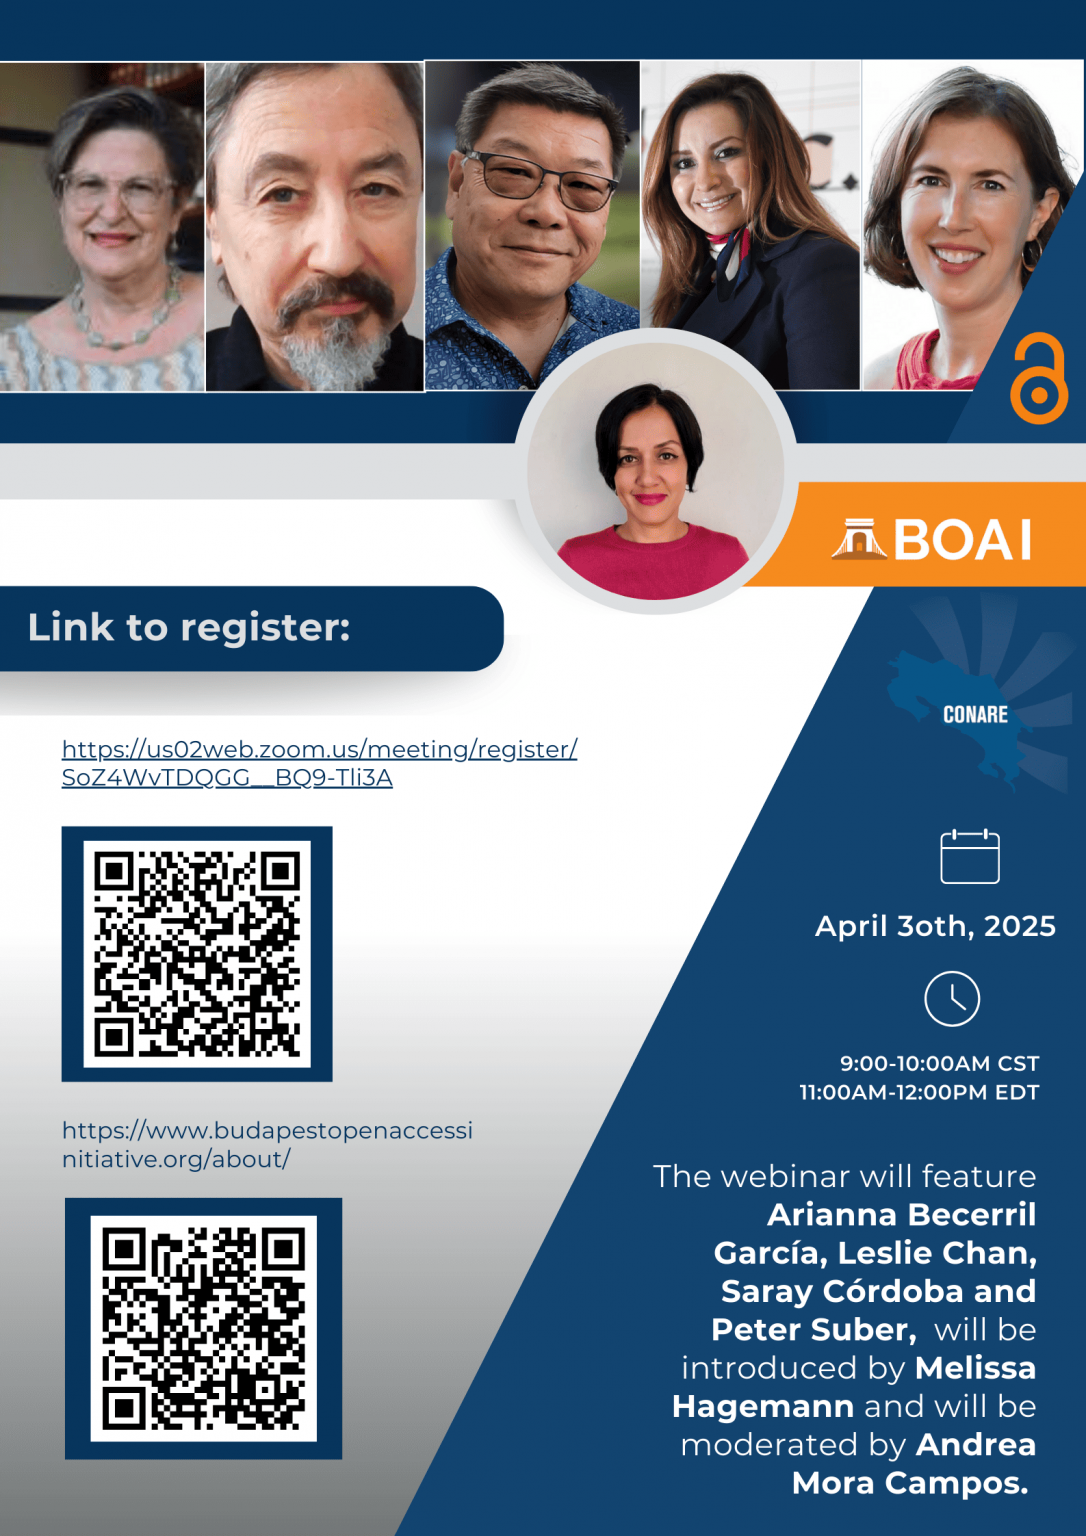 BOAI
Link to register:
CONARE
https://us02web.zoom.us/meeting/register/
SoZ4WvTDQGG__BQ9-Tli3A
April 3oth, 2025
9:00-10:00AM CST
11:00AM-12:00PM EDT
https://www.budapestopenaccessi
nitiative.org/about/
The webinar will feature
Arianna Becerril
García, Leslie Chan,
Saray Córdoba and
Peter Suber, will be
introduced by Melissa
Hagemann and will be
moderated by Andrea
Mora Campos.